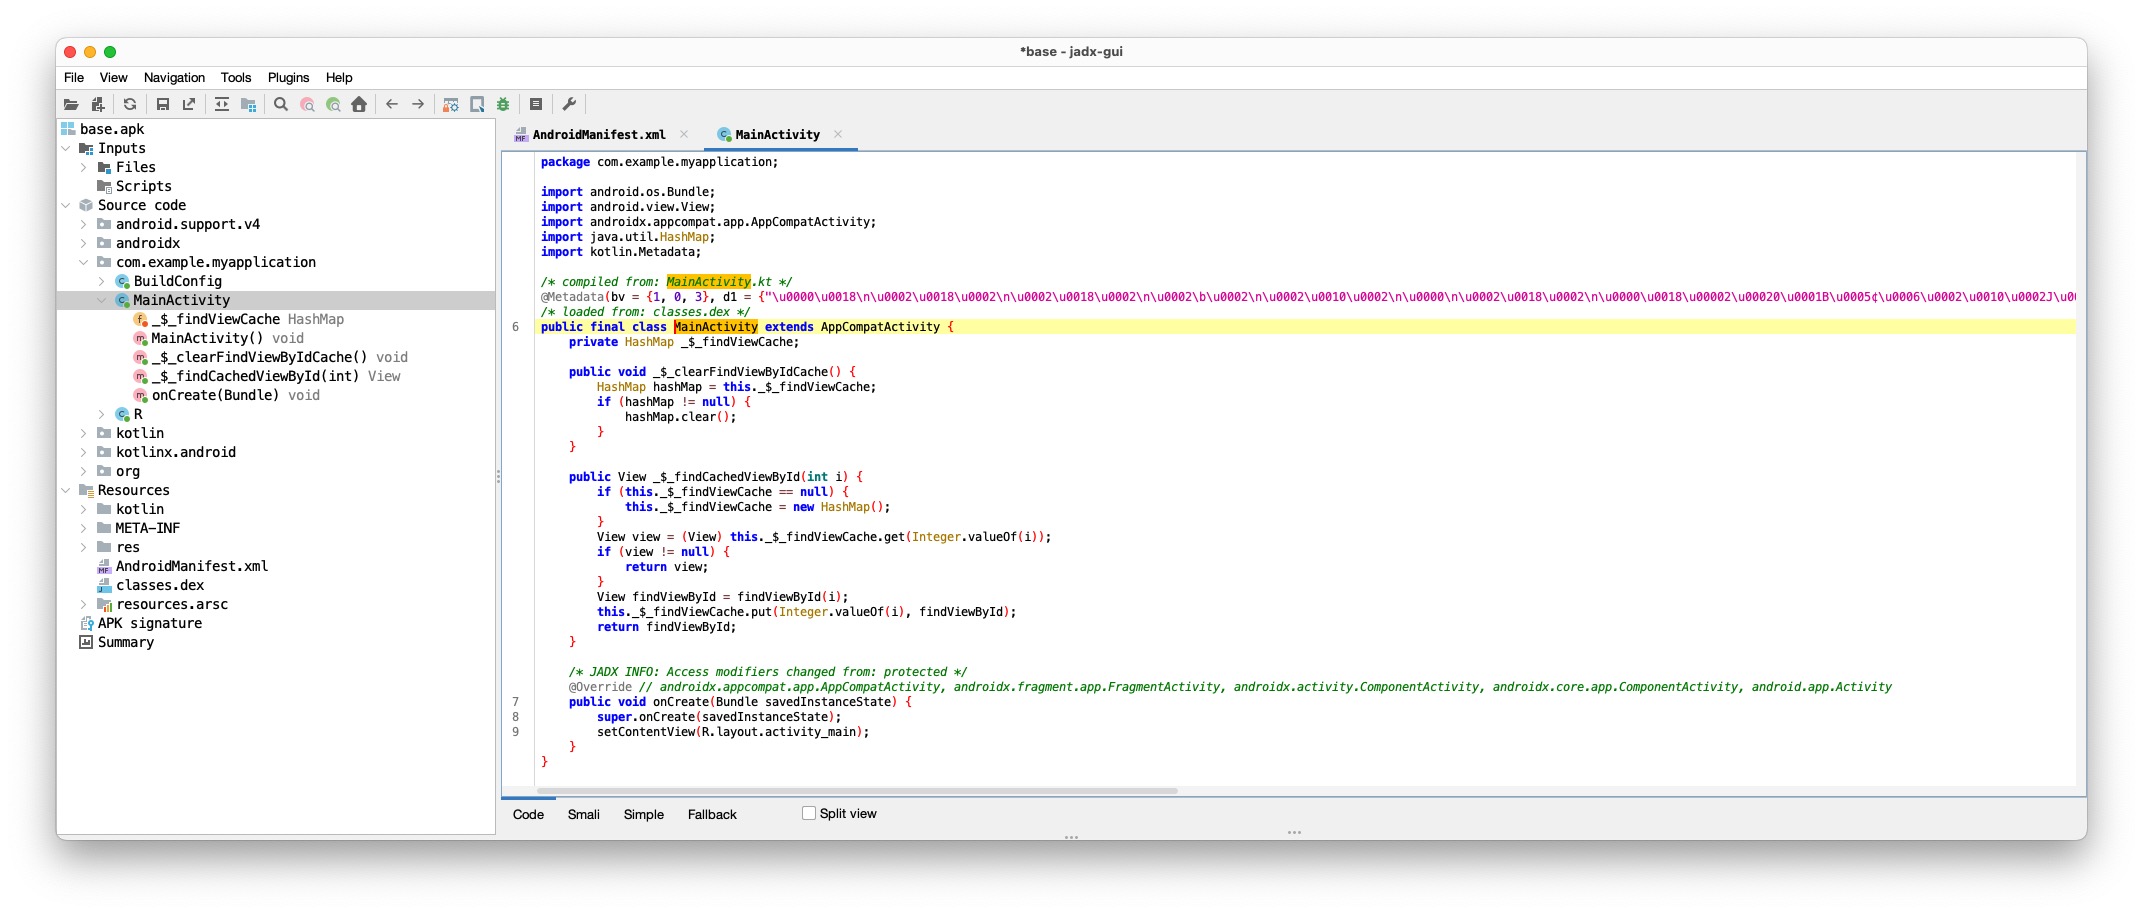 *base - jadx-gui
File View Navigation Tools Plugins Help
base.apk
Inputs
Files
Scripts
Source code
android.support.v4
androidx
com.example.myapplication
BuildConfig
MainActivity
_$_findViewCache HashMap
MainActivity() void
_$_clearFindViewByIdCache() void
_$_findCachedViewById(int) View
onCreate(Bundle) void
R
kotlin
kotlinx.android
org
Resources
kotlin
META-INF
res
AndroidManifest.xml
classes.dex
resources.arsc
APK signature
Summary
AndroidManifest.xml MainActivity
package com.example.myapplication;
import android.os.Bundle;
import android.view.View;
import androidx.appcompat.app.AppCompatActivity;
import java.util.HashMap;
import kotlin.Metadata;
/* compiled from: MainActivity.kt */
@Metadata(bv = {1, 0, 3}, d1 = {"\u0000\u0018\n\u0002\u0018\u0002\n\u0002\u0018\u0002\n\u0002\b\u0002\n\u0002\u0010\u0002\n\u0000\n\u0002\u0018\u0002\n\u0000\u0018\u00002\u00020\u0001B\u0005¢\u0006\u0002\u0010\u0002J\u00
/* loaded from: classes.dex */
6 public final class MainActivity extends AppCompatActivity {
private HashMap _$_findViewCache;
public void _$_clearFindViewByIdCache() {
HashMap hashMap = this._$_findViewCache;
if (hashMap != null) {
hashMap.clear();
}
}
public View _$_findCachedViewById(int i) {
if (this._$_findViewCache == null) {
this._$_findViewCache = new HashMap();
}
View view = (View) this._$_findViewCache.get(Integer.valueOf(i));
if (view != null) {
return view;
}
View findViewById = findViewById(i);
this._$_findViewCache.put(Integer.valueOf(i), findViewById);
return findViewById;
}
/* JADX INFO: Access modifiers changed from: protected */
@Override // androidx.appcompat.app.AppCompatActivity, androidx.fragment.app.FragmentActivity, androidx.activity.ComponentActivity, androidx.core.app.ComponentActivity, android.app.Activity
7 public void onCreate(Bundle savedInstanceState) {
8 super.onCreate(savedInstanceState);
9 setContentView(R.layout.activity_main);
}
}
Code Smali Simple Fallback Split view